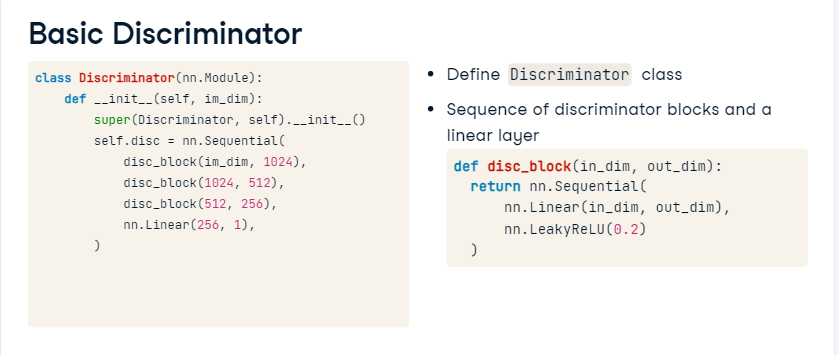 Basic Discriminator
class Discriminator(nn.Module):
    def __init__(self, im_dim):
        super(Discriminator, self).__init__()
        self.disc = nn.Sequential(
            disc_block(im_dim, 1024),
            disc_block(1024, 512),
            disc_block(512, 256),
            nn.Linear(256, 1),
        )
• Define Discriminator class
• Sequence of discriminator blocks and a
linear layer
def disc_block(in_dim, out_dim):
  return nn.Sequential(
      nn.Linear(in_dim, out_dim),
      nn.LeakyReLU(0.2)
  )